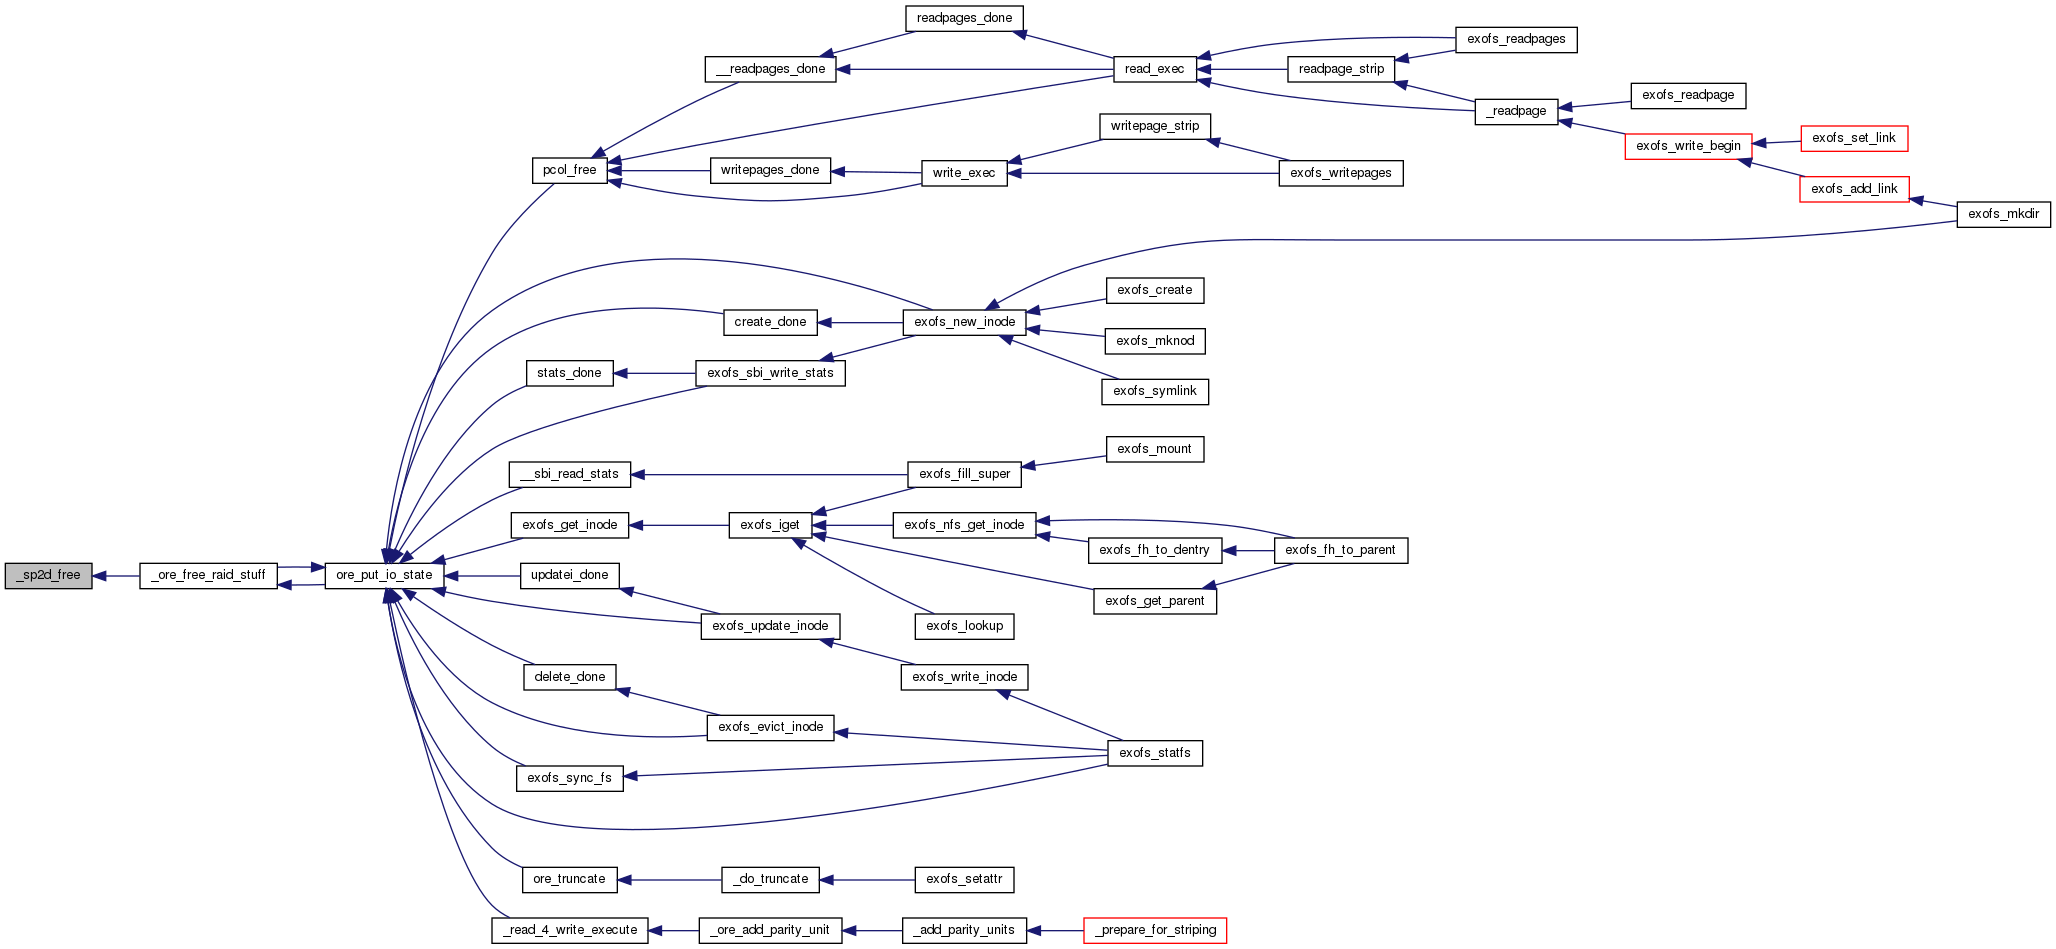 readpages_done
exofs_readpages
__readpages_done
read_exec
readpage_strip
exofs_readpage
_readpage
writepage_strip
exofs_set_link
exofs_write_begin
pcol_free
writepages_done
write_exec
exofs_writepages
exofs_add_link
exofs_mkdir
exofs_create
create_done
exofs_new_inode
exofs_mknod
stats_done
exofs_sbi_write_stats
exofs_symlink
exofs_mount
__sbi_read_stats
exofs_fill_super
exofs_get_inode
exofs_iget
exofs_nfs_get_inode
exofs_fh_to_dentry
exofs_fh_to_parent
_sp2d_free
_ore_free_raid_stuff
ore_put_io_state
updatei_done
exofs_get_parent
exofs_update_inode
exofs_lookup
delete_done
exofs_write_inode
exofs_evict_inode
exofs_statfs
exofs_sync_fs
ore_truncate
_do_truncate
exofs_setattr
_read_4_write_execute
_ore_add_parity_unit
_add_parity_units
_prepare_for_striping